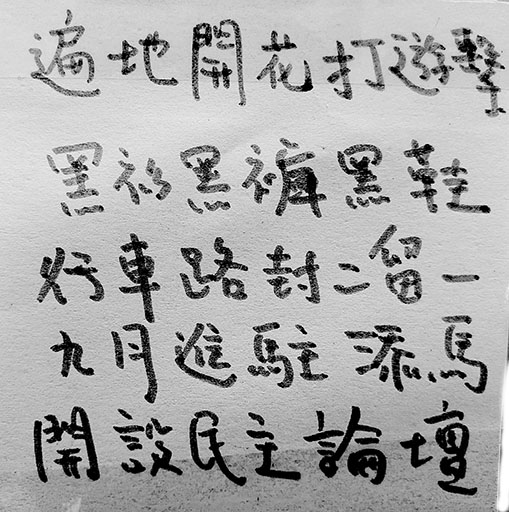 遍地開花打遊擊
黑衫黑褲黑鞋
行車路封二留一
九月進駐添馬
開設民主論壇